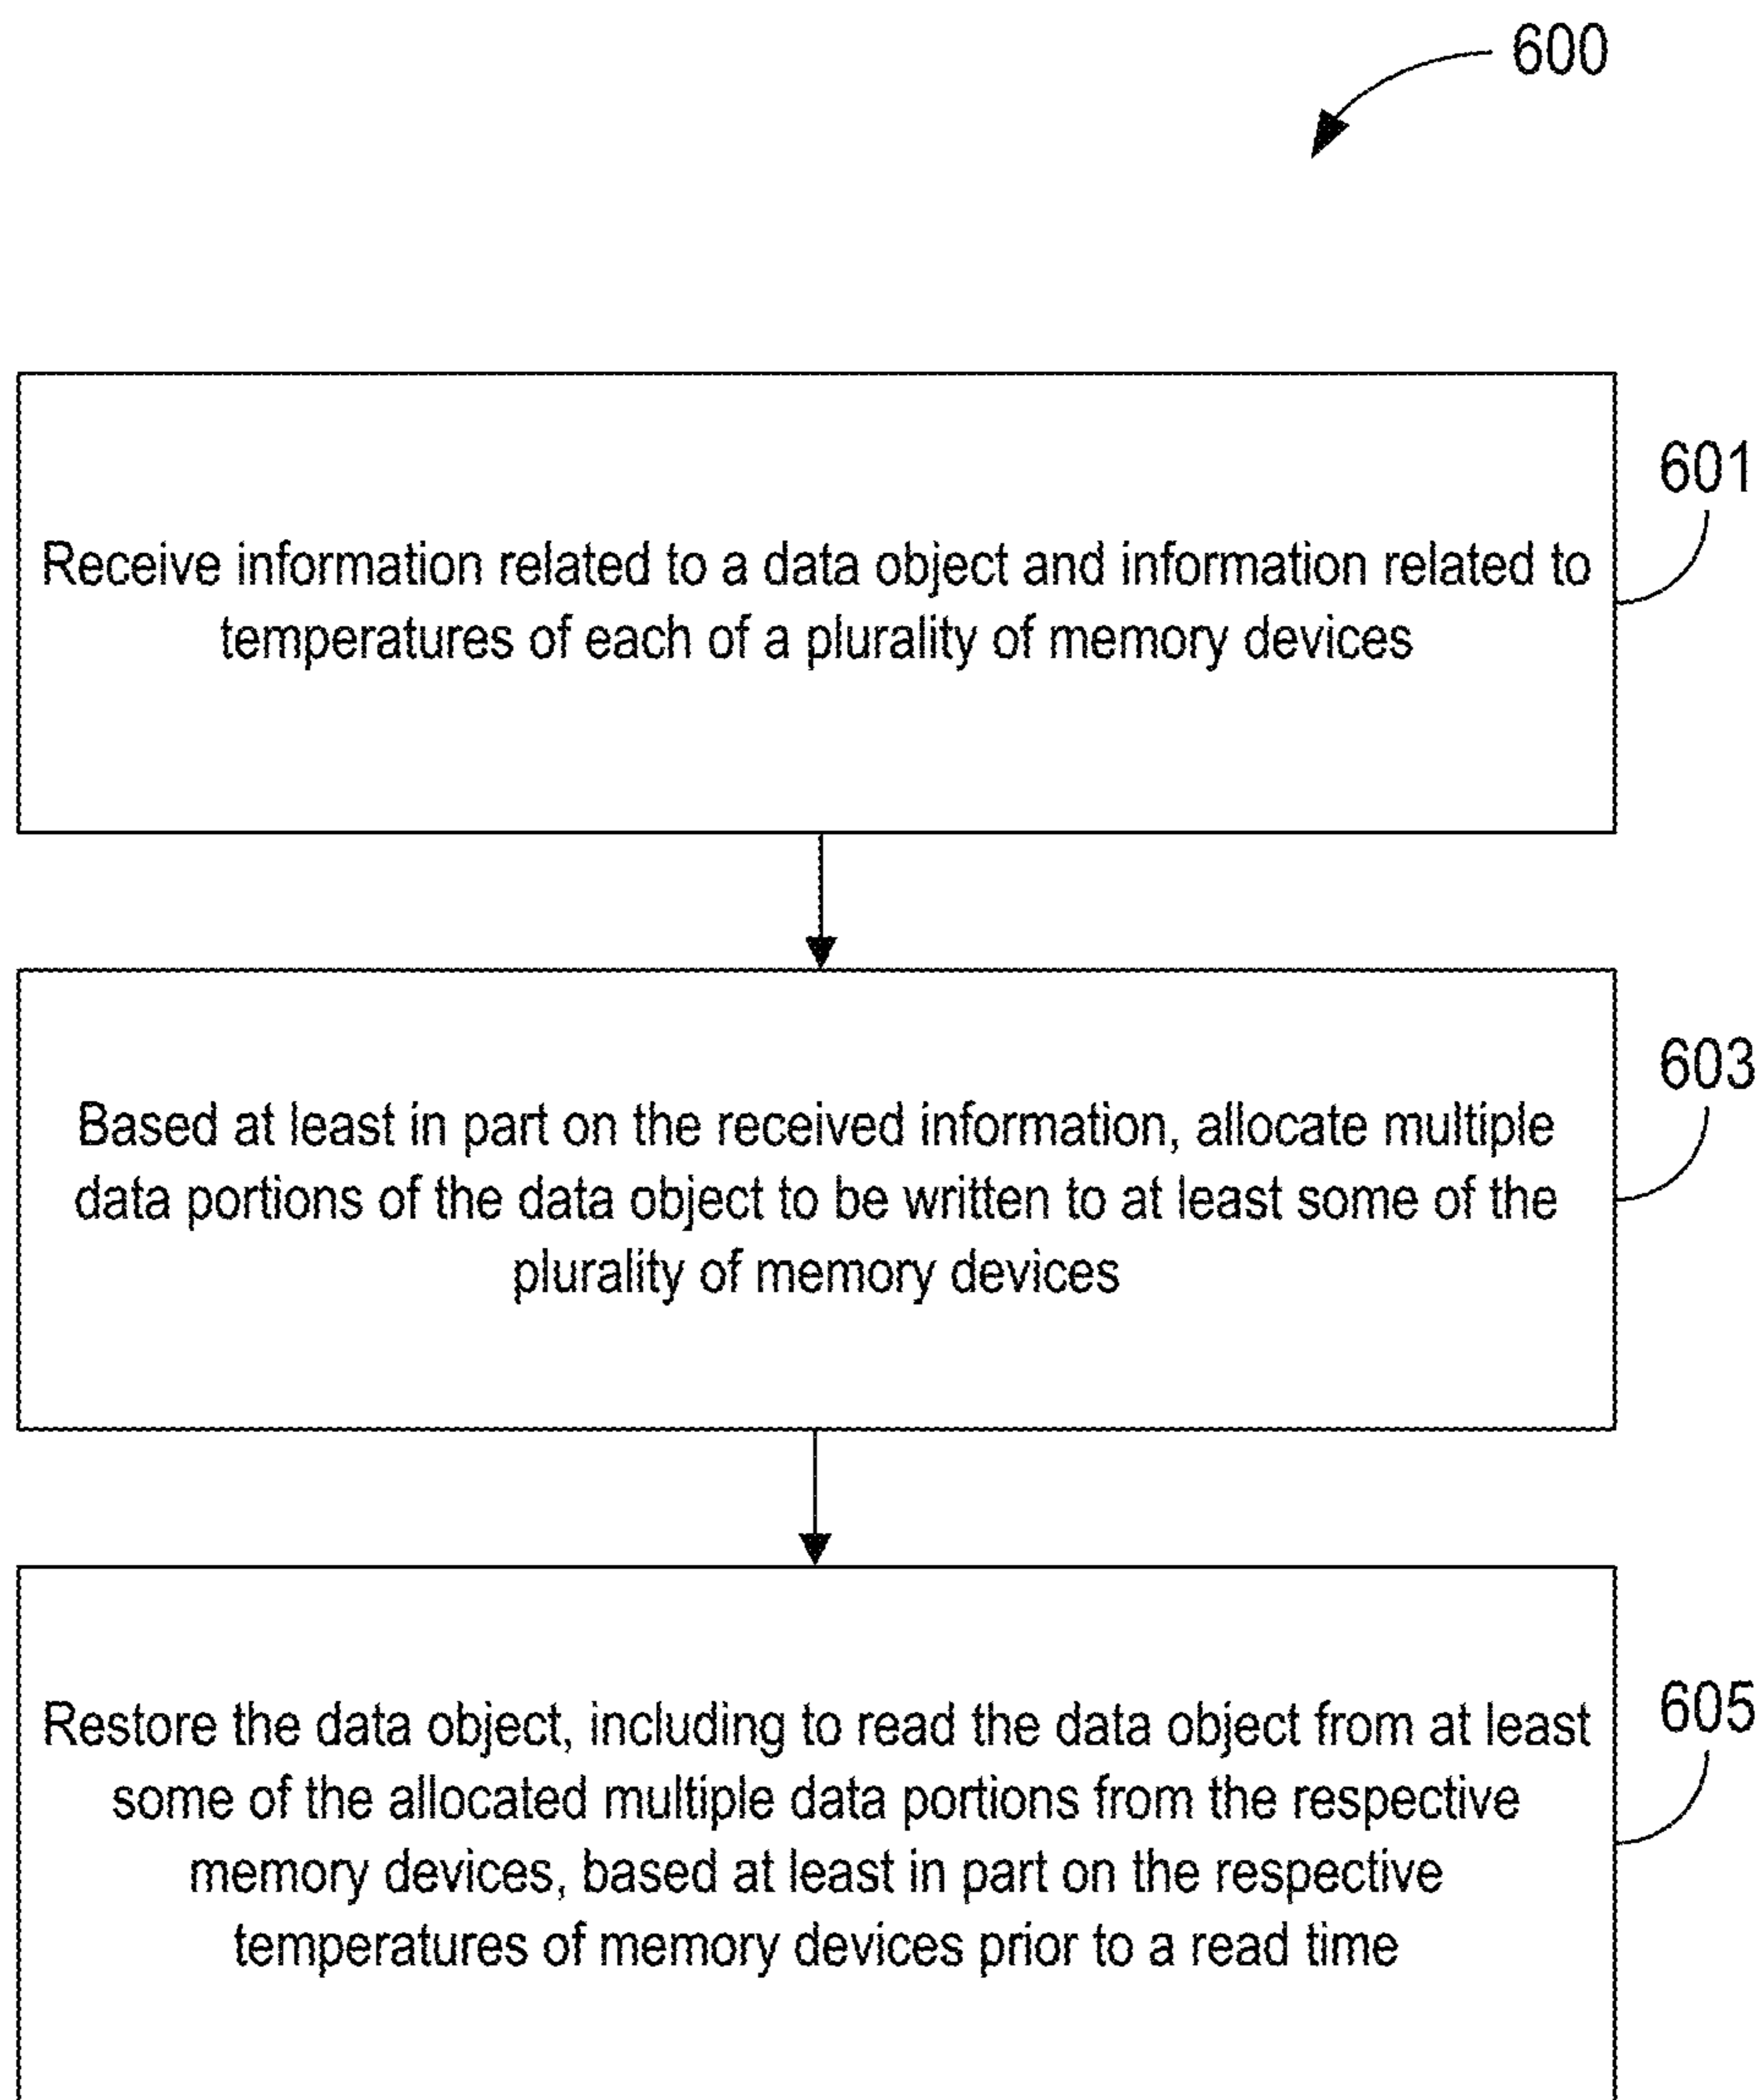 600
601
Receive information related to a data object and information related to
temperatures of each of a plurality of memory devices
603
Based at least in part on the received information, allocate multiple
data portions of the data object to be written to at least some of the
plurality of memory devices
605
Restore the data object, including to read the data object from at least
some of the allocated multiple data portions from the respective
memory devices, based at least in part on the respective
temperatures of memory devices prior to a read time